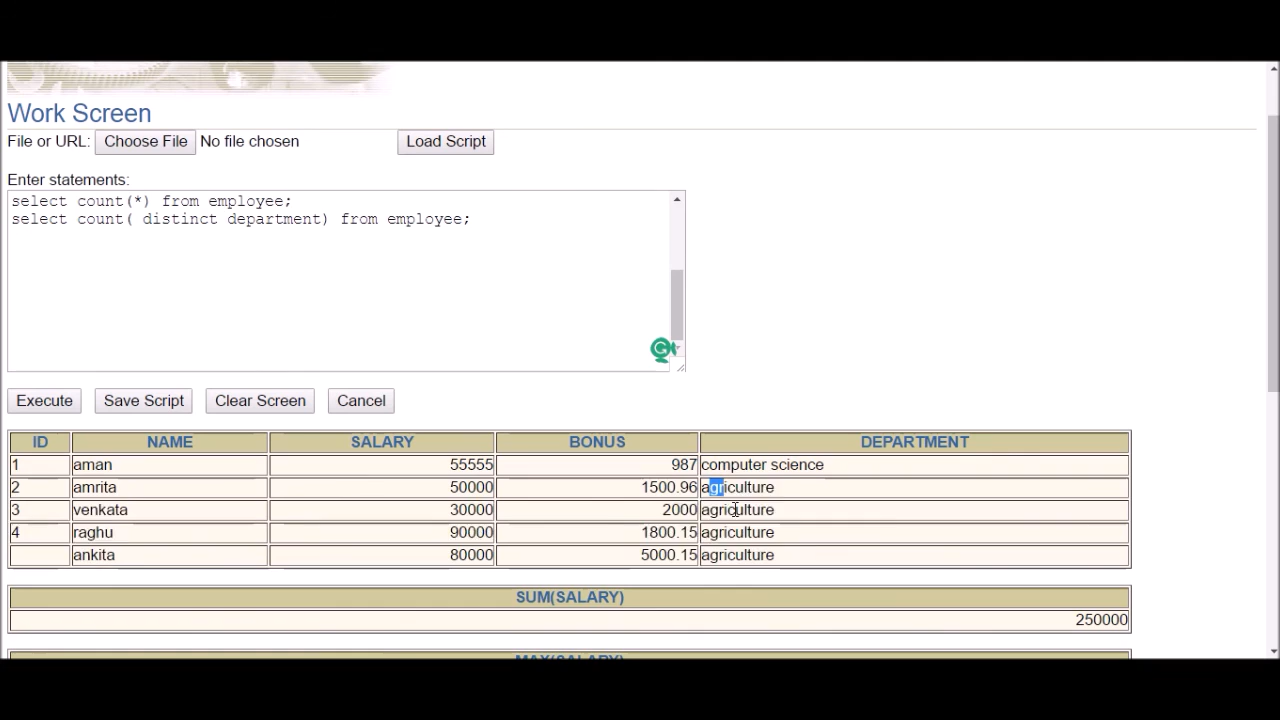 Work Screen
File or URL: Choose File No file chosen Load Script
Enter statements:
select count(*) from employee;
select count( distinct department) from employee;
Execute Save Script Clear Screen Cancel
ID NAME SALARY BONUS DEPARTMENT
1 aman 55555 987 computer science
2 amrita 50000 1500.96 agriculture
3 venkata 30000 2000 agriculture
4 raghu 90000 1800.15 agriculture
ankita 80000 5000.15 agriculture
SUM(SALARY)
250000
MAX(SALARY)